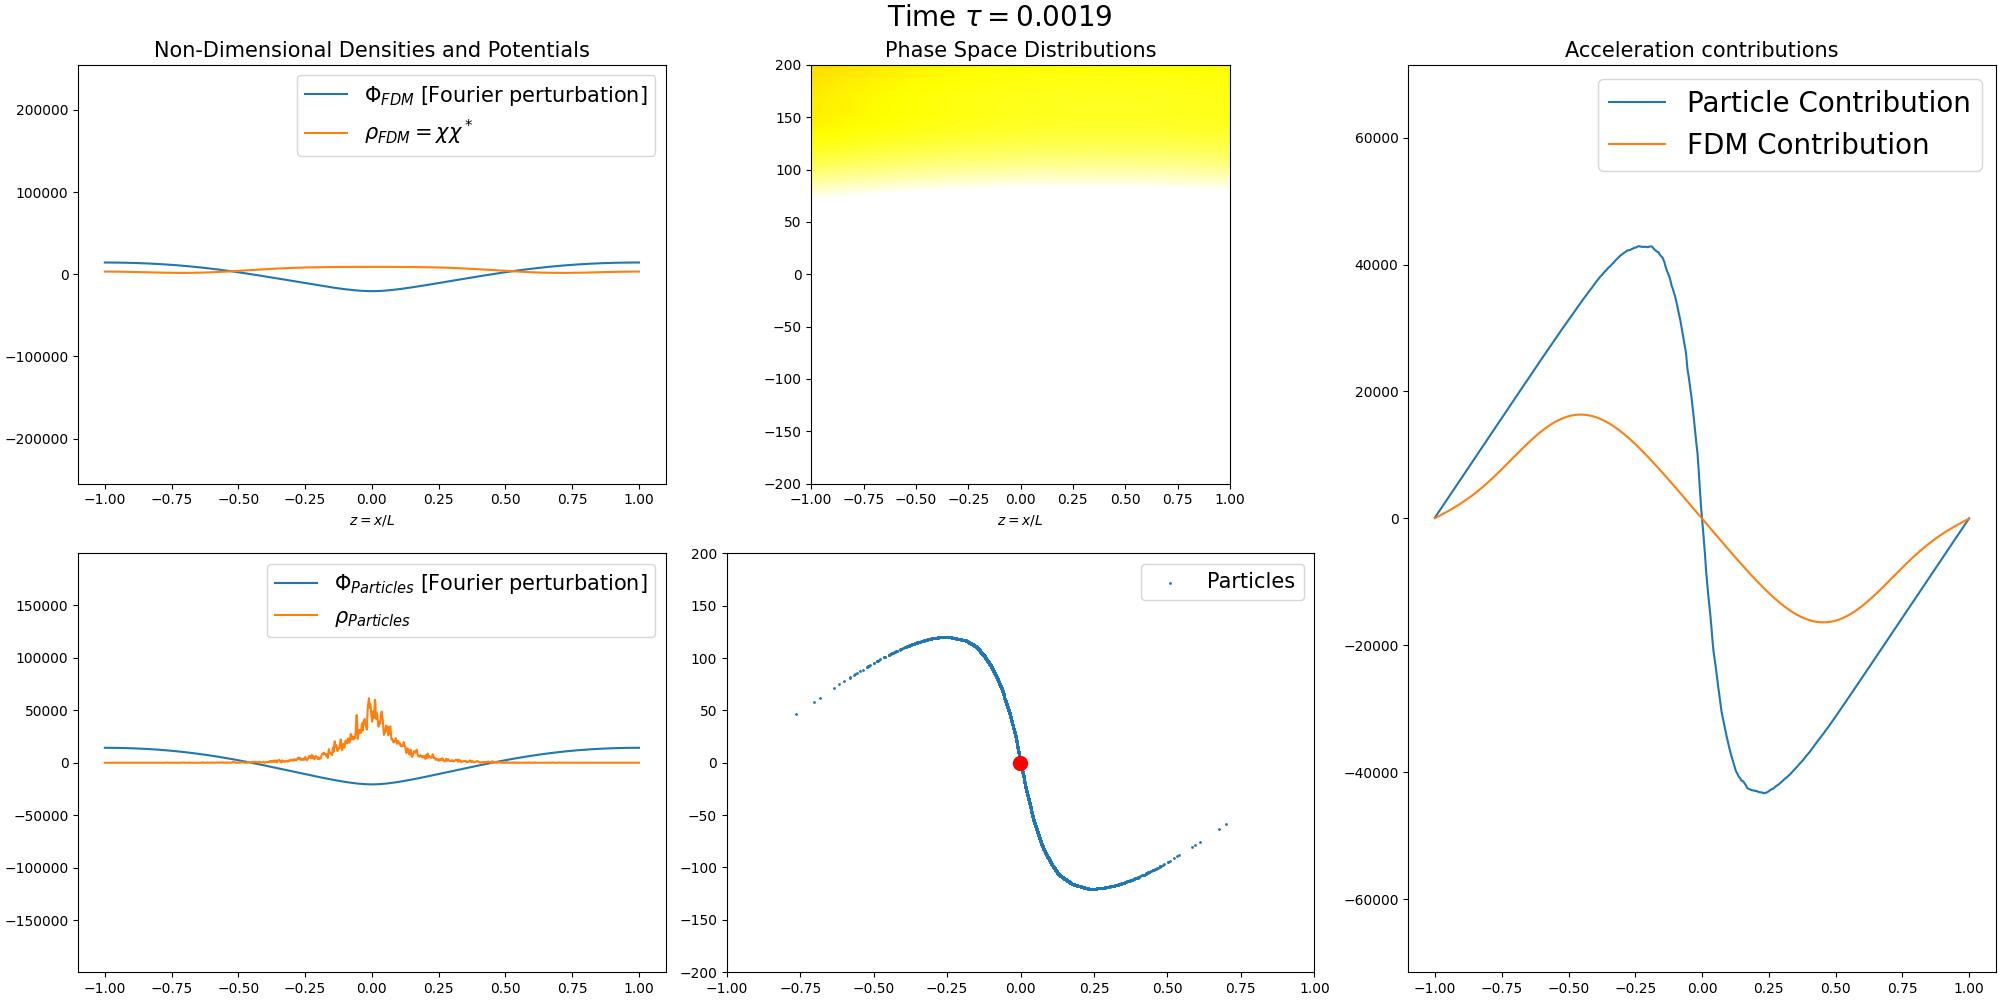 Time τ = 0.0019
Non-Dimensional Densities and Potentials
Φ_FDM [Fourier perturbation]
ρ_FDM = χχ*
200000
100000
0
−100000
−200000
−1.00 −0.75 −0.50 −0.25 0.00 0.25 0.50 0.75 1.00
z = x/L
Phase Space Distributions
200
150
100
50
0
−50
−100
−150
−200
−1.00 −0.75 −0.50 −0.25 0.00 0.25 0.50 0.75 1.00
z = x/L
Acceleration contributions
Particle Contribution
FDM Contribution
60000
40000
20000
0
−20000
−40000
−60000
−1.00 −0.75 −0.50 −0.25 0.00 0.25 0.50 0.75 1.00
Φ_Particles [Fourier perturbation]
ρ_Particles
150000
100000
50000
0
−50000
−100000
−150000
−1.00 −0.75 −0.50 −0.25 0.00 0.25 0.50 0.75 1.00
Particles
200
150
100
50
0
−50
−100
−150
−200
−1.00 −0.75 −0.50 −0.25 0.00 0.25 0.50 0.75 1.00